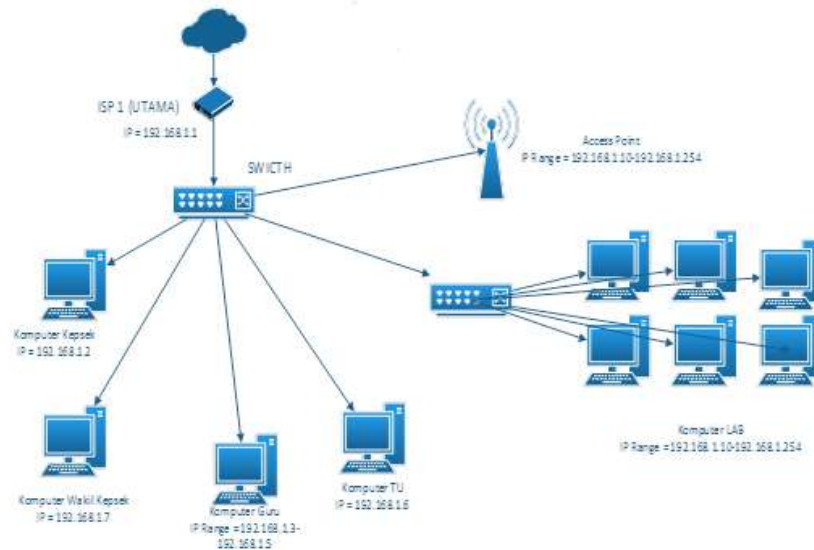 ISP 1 (UTAMA)
IP = 192.168.1.1
SWICTH
Access Point
IP Range = 192.168.1.10-192.168.1.254
Komputer Kepsek
IP = 192.168.1.2
Komputer Wakil Kepsek
IP = 192.168.1.7
Komputer Guru
IP Range =192.168.1.3-
192.168.1.5
Komputer TU
IP = 192.168.1.6
Komputer LAB
IP Range =192.168.1.10-192.168.1.254